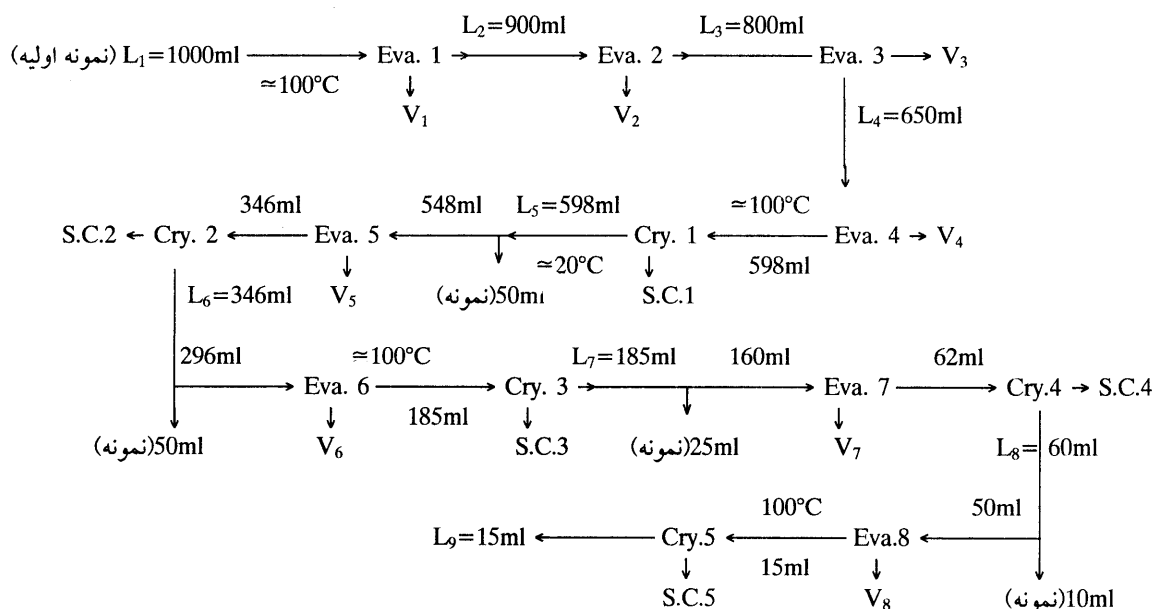 L₂=900ml L₃=800ml
(نمونه اولیه) L₁=1000ml Eva. 1 Eva. 2 Eva. 3 V₃
≃100°C
V₁ V₂ L₄=650ml
346ml 548ml L₅=598ml ≃100°C
S.C.2 Cry. 2 Eva. 5 Cry. 1 Eva. 4 V₄
≃20°C 598ml
L₆=346ml V₅ (نمونه)50ml S.C.1
296ml ≃100°C L₇=185ml 160ml 62ml
Eva. 6 Cry. 3 Eva. 7 Cry.4 S.C.4
185ml
(نمونه)50ml V₆ S.C.3 (نمونه)25ml V₇ L₈= 60ml
100°C 50ml
L₉=15ml Cry.5 Eva.8
15ml
S.C.5 V₈ (نمونه)10ml